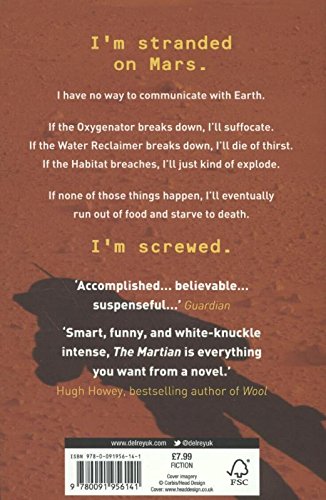 I'm stranded
on Mars.
I have no way to communicate with Earth.
If the Oxygenator breaks down, I'll suffocate.
If the Water Reclaimer breaks down, I'll die of thirst.
If the Habitat breaches, I'll just kind of explode.
If none of those things happen, I'll eventually
run out of food and starve to death.
I'm screwed.
‘Accomplished... believable...
suspenseful...’ Guardian
‘Smart, funny, and white-knuckle
intense, The Martian is everything
you want from a novel.’
Hugh Howey, bestselling author of Wool
www.delreyuk.com @delreyuk
ISBN 978-0-091956-14-1
9 780091 956141
£7.99
FICTION
Cover imagery
© Corbis/Head Design
Cover: www.headdesign.co.uk
FSC